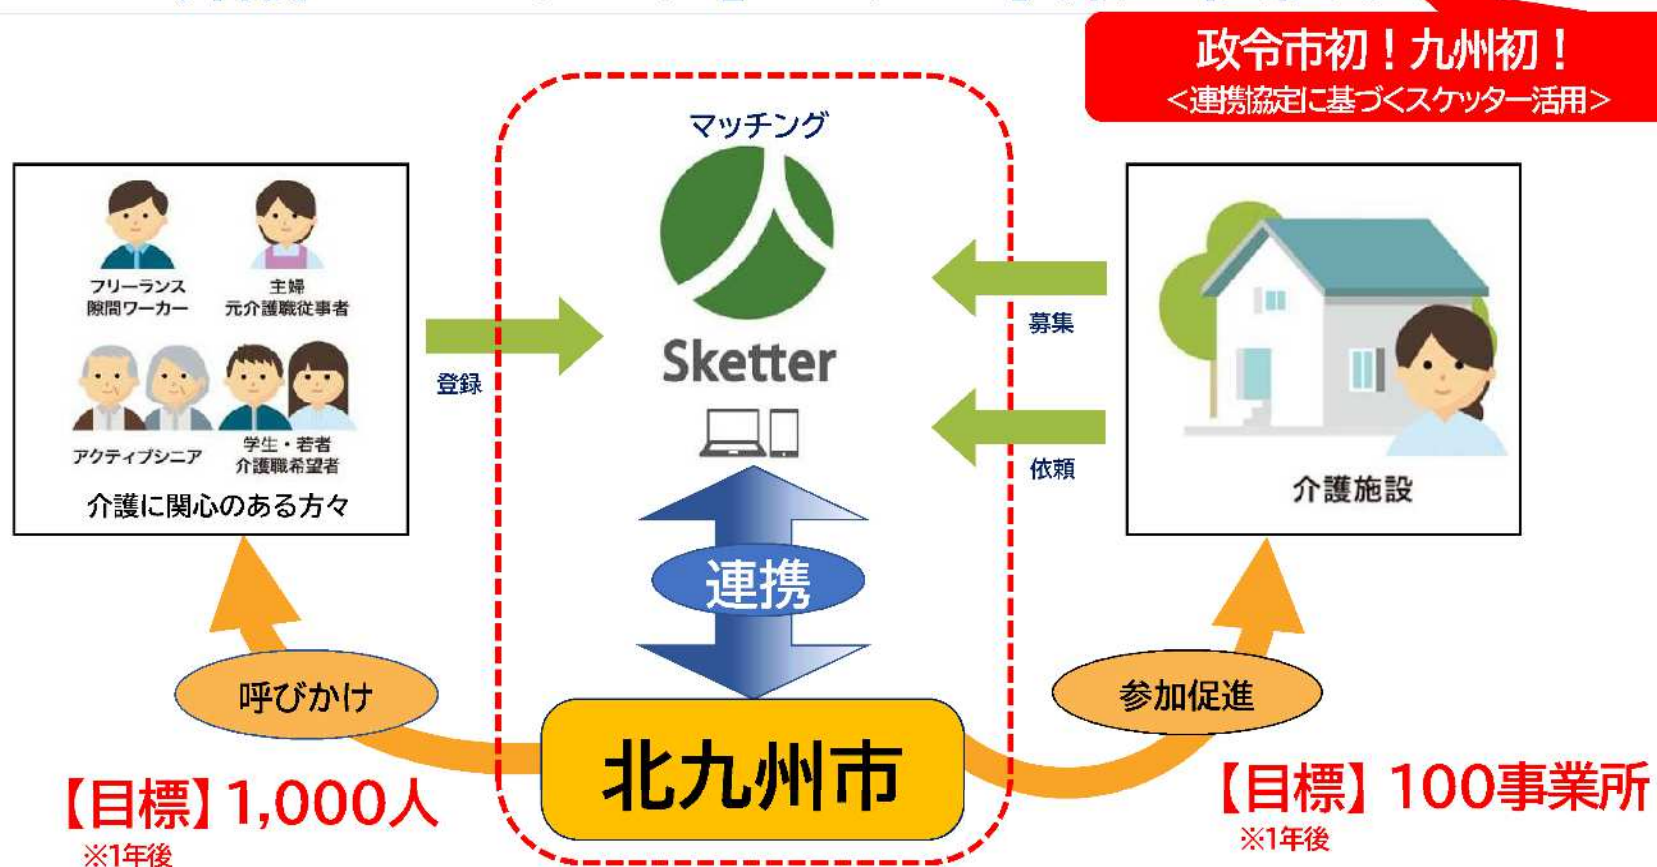 政令市初！九州初！
＜連携協定に基づくスケッター活用＞
マッチング
フリーランス
隙間ワーカー
主婦
元介護職従事者
アクティブシニア
学生・若者
介護職希望者
介護に関心のある方々
登録
Sketter
募集
依頼
介護施設
連携
呼びかけ
参加促進
北九州市
【目標】1,000人
※1年後
【目標】100事業所
※1年後